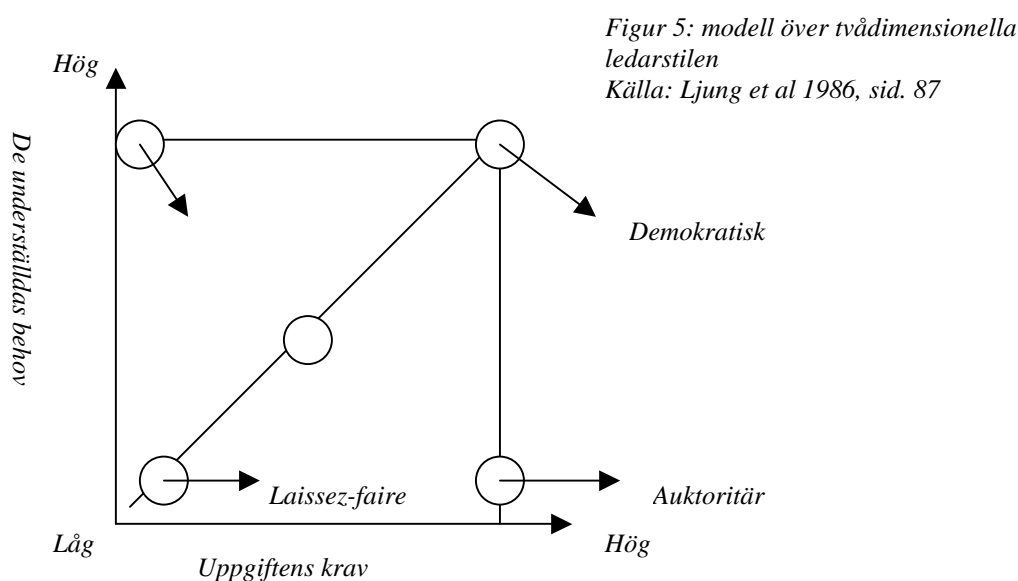 Figur 5: modell över tvådimensionella
ledarstilen
Källa: Ljung et al 1986, sid. 87
Hög
De underställdas behov
Demokratisk
Laissez-faire
Auktoritär
Låg
Hög
Uppgiftens krav